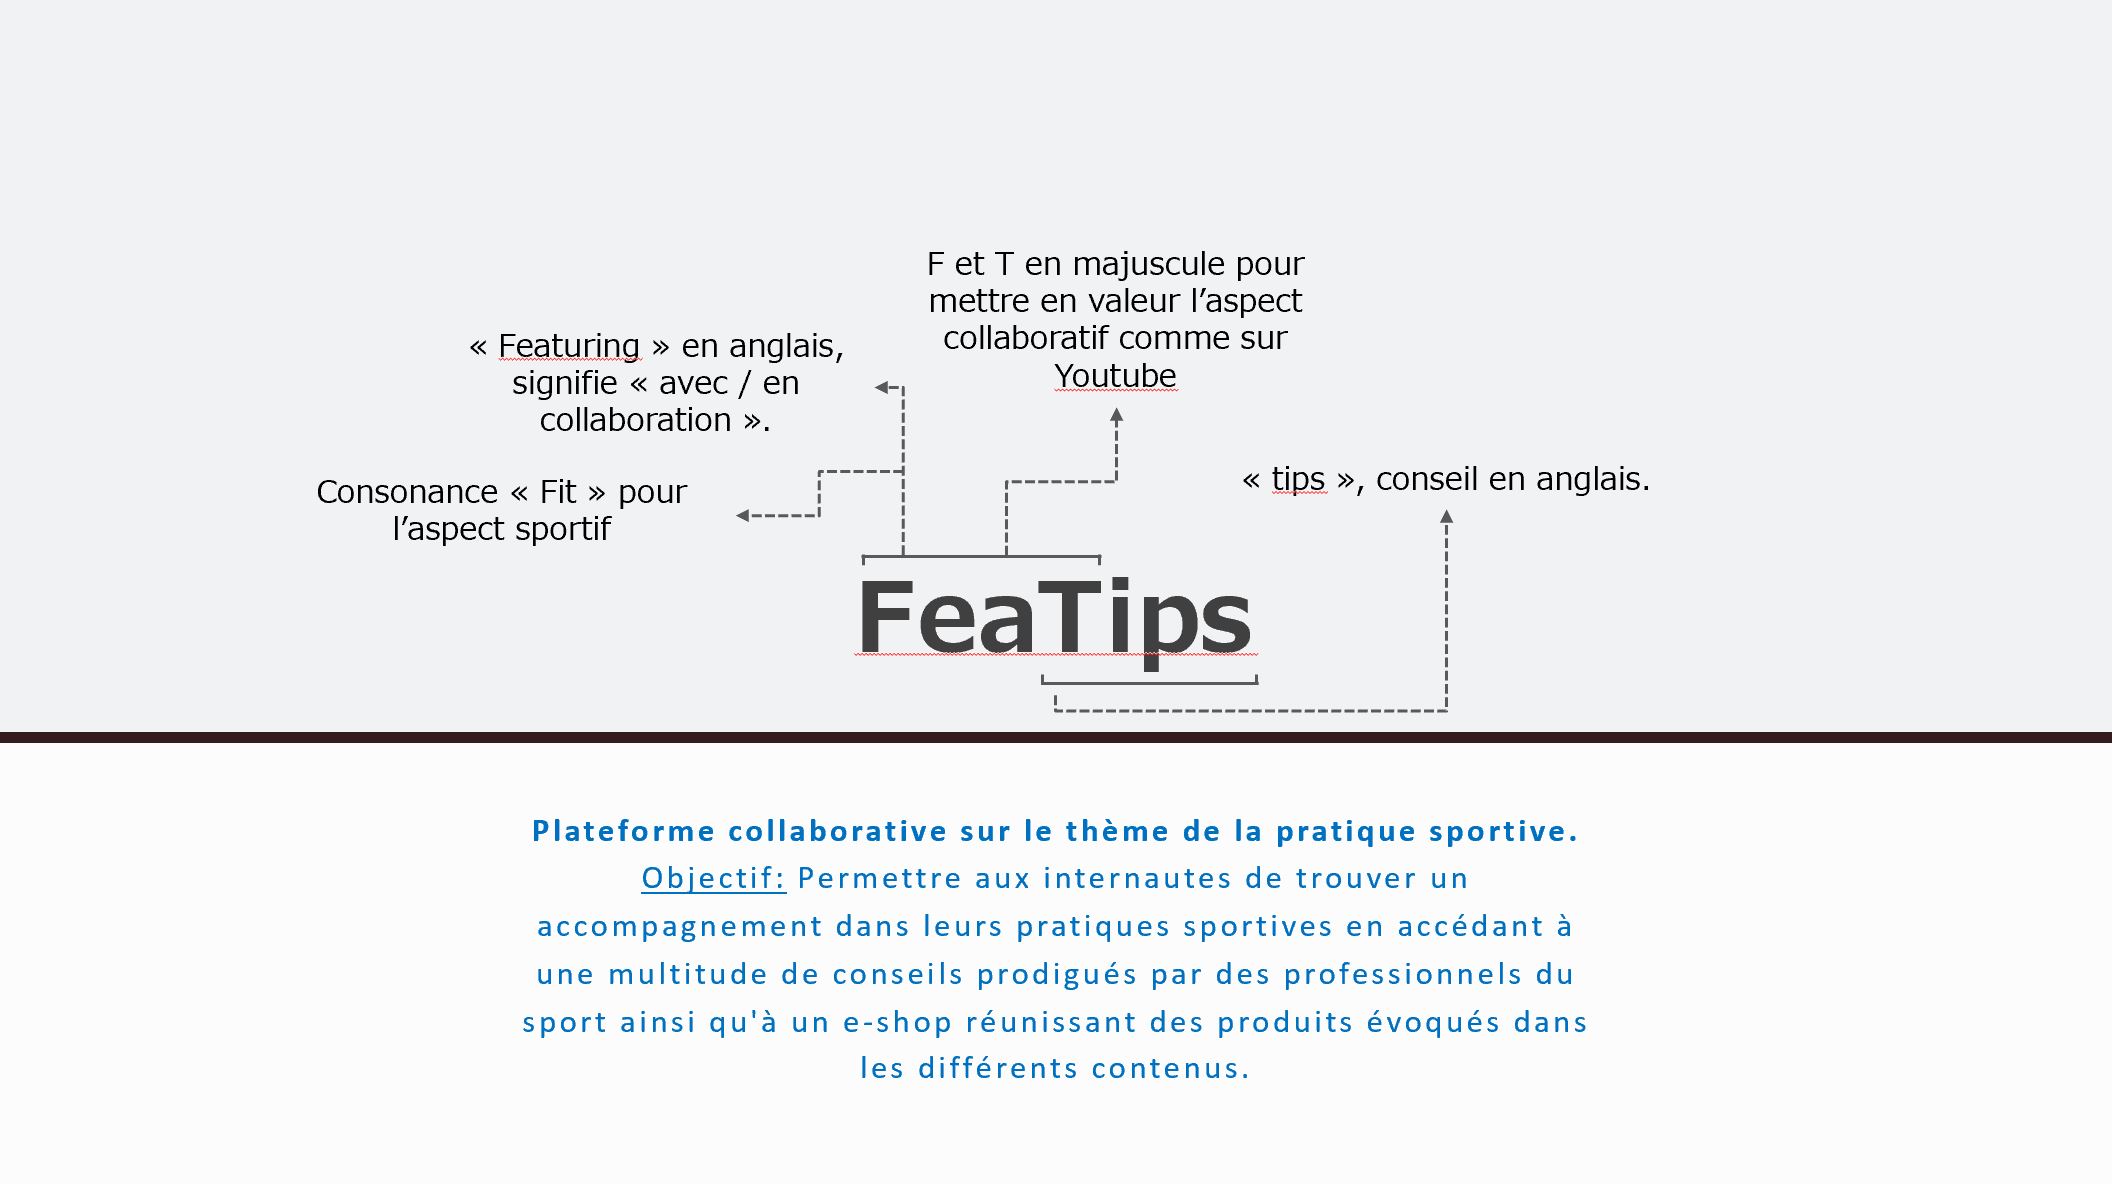 F et T en majuscule pour
mettre en valeur l’aspect
collaboratif comme sur
Youtube
« Featuring » en anglais,
signifie « avec / en
collaboration ».
Consonance « Fit » pour
l’aspect sportif
« tips », conseil en anglais.
FeaTips
Plateforme collaborative sur le thème de la pratique sportive.
Objectif: Permettre aux internautes de trouver un
accompagnement dans leurs pratiques sportives en accédant à
une multitude de conseils prodigués par des professionnels du
sport ainsi qu'à un e-shop réunissant des produits évoqués dans
les différents contenus.